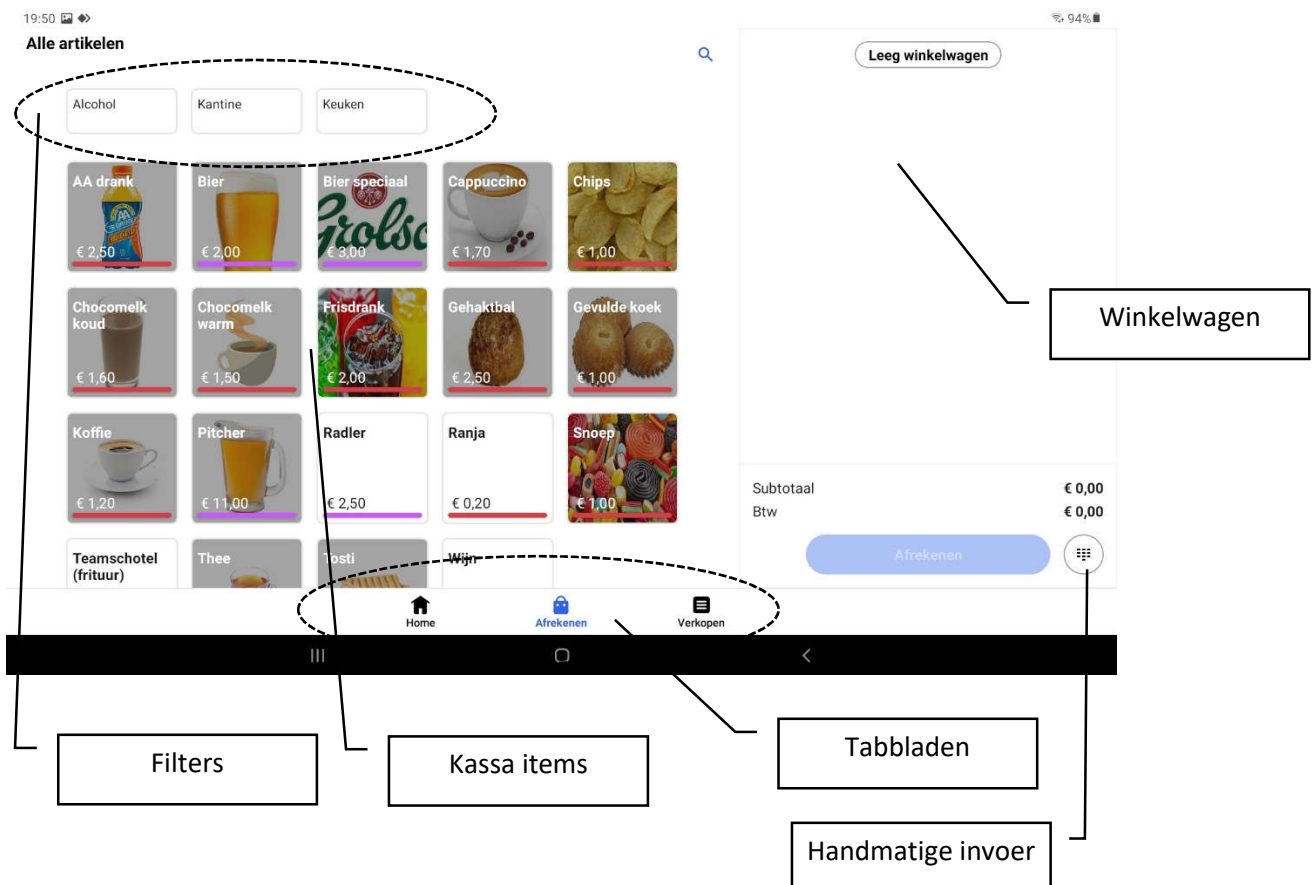 19:50
94%
Alle artikelen
Leeg winkelwagen
Alcohol
Kantine
Keuken
AA drank
€ 2,50
Bier
€ 2,00
Bier speciaal
Grolsc
€ 3,00
Cappuccino
€ 1,70
Chips
€ 1,00
Chocomelk
koud
€ 1,60
Chocomelk
warm
€ 1,50
Frisdrank
€ 2,00
Gehaktbal
€ 2,50
Gevulde koek
€ 1,00
Koffie
€ 1,20
Pitcher
€ 11,00
Radler
€ 2,50
Ranja
€ 0,20
Snoep
€ 1,00
Teamschotel
(frituur)
Thee
Tosti
Wijn
Winkelwagen
Subtotaal € 0,00
Btw € 0,00
Afrekenen
Home
Afrekenen
Verkopen
Filters
Kassa items
Tabbladen
Handmatige invoer